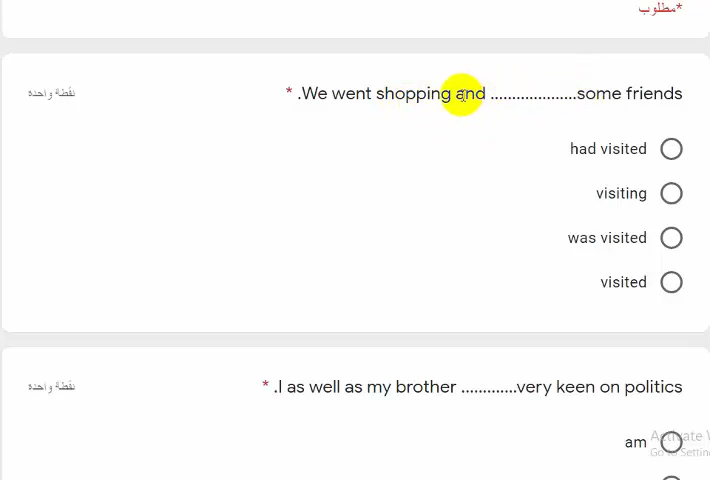 *مطلوب
نقطة واحدة
* .We went shopping and ....................some friends
had visited
visiting
was visited
visited
نقطة واحدة
* .I as well as my brother .............very keen on politics
am